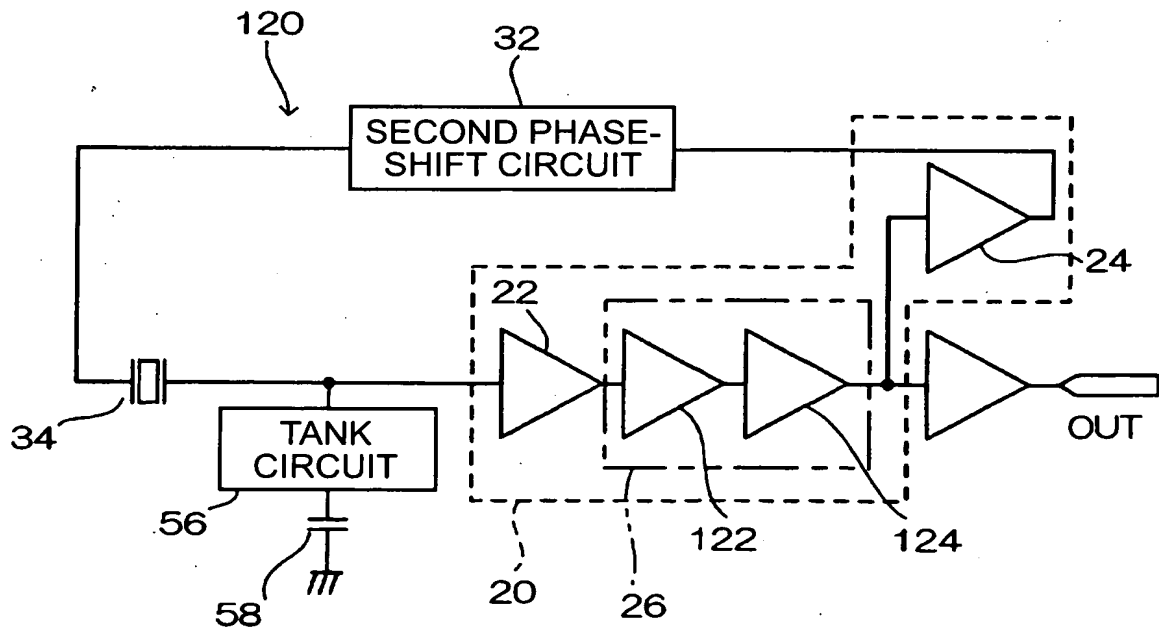 120
32
SECOND PHASE-
SHIFT CIRCUIT
24
22
34
TANK
CIRCUIT
OUT
56
58
20
26
122
124